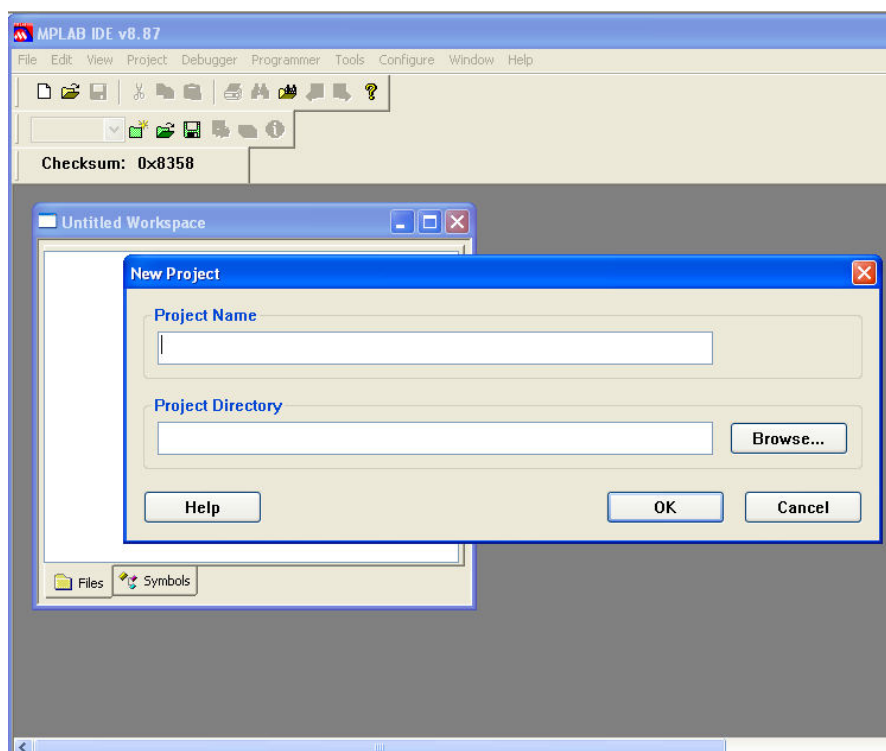 MPLAB IDE v8.87
File Edit View Project Debugger Programmer Tools Configure Window Help
Checksum: 0x8358
Untitled Workspace
New Project
Project Name
Project Directory
Browse...
Help OK Cancel
Files Symbols